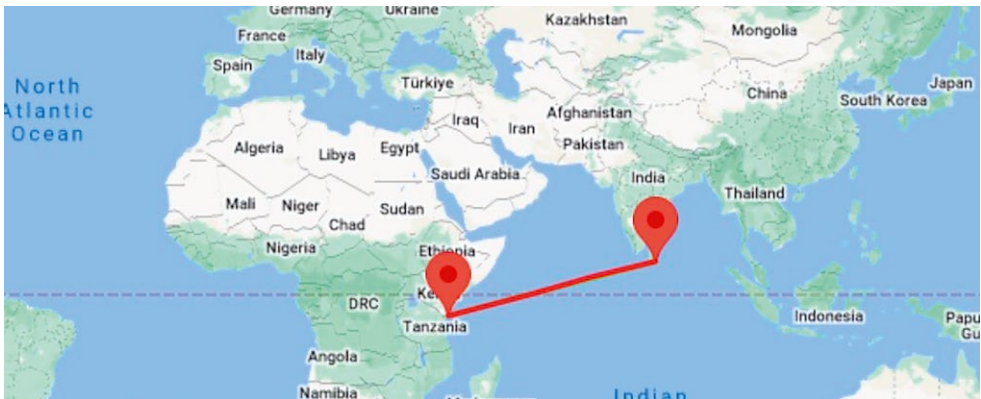 Germany
Ukraine
Kazakhstan
Mongolia
France
Italy
Spain
Türkiye
North
Atlantic
Ocean
Japan
China
South Korea
Afghanistan
Iraq
Iran
Pakistan
Algeria
Libya
Egypt
Saudi Arabia
India
Thailand
Mali
Niger
Chad
Sudan
Nigeria
Ethiopia
DRC
Tanzania
Indonesia
Angola
Namibia
Indian